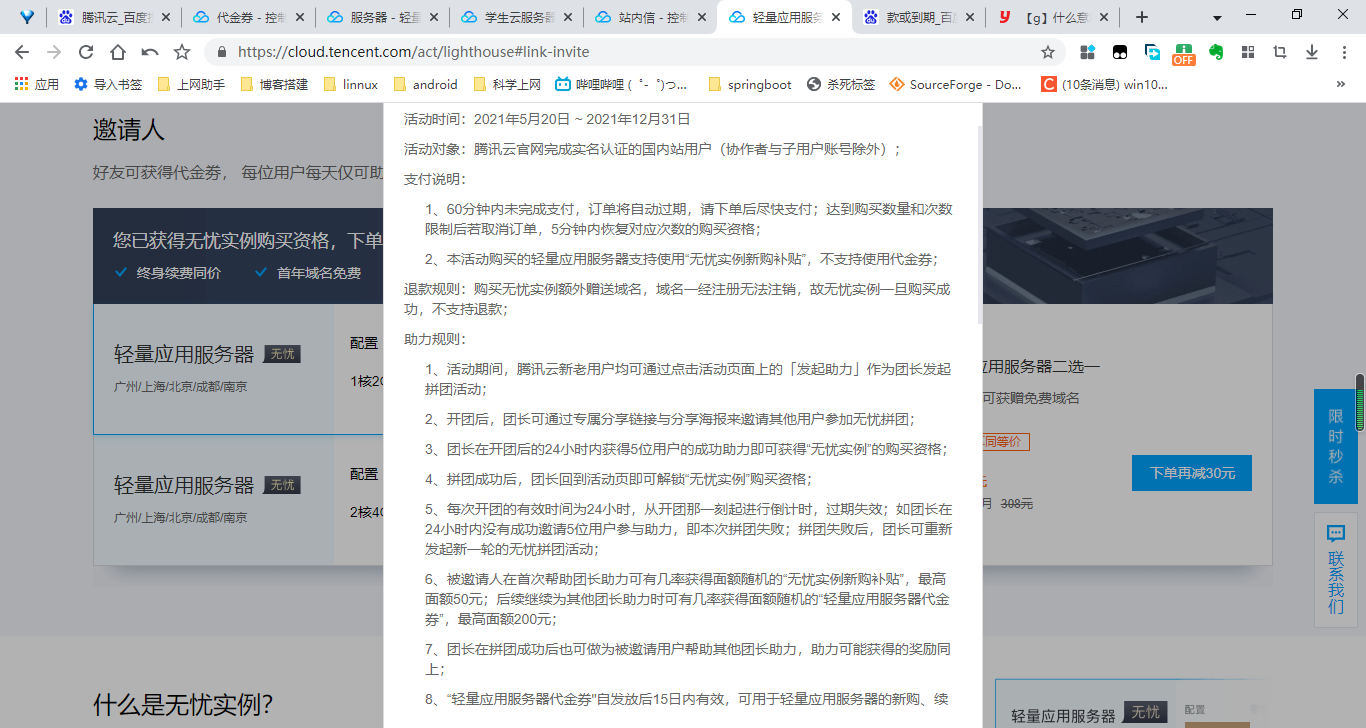 腾讯云_百度搜
代金券 - 控制
服务器 - 轻量
学生云服务器
站内信 - 控制
轻量应用服务
款或到期_百度
【g】什么意
https://cloud.tencent.com/act/lighthouse#link-invite
OFF
应用
导入书签
上网助手
博客搭建
linnux
android
科学上网
哔哩哔哩 ( ゜- ゜)つ...
springboot
杀死标签
SourceForge - Do...
(10条消息) win10...
邀请人
好友可获得代金券， 每位用户每天仅可助
您已获得无忧实例购买资格，下单
终身续费同价
首年域名免费
轻量应用服务器 无忧
广州/上海/北京/成都/南京
配置
1核2G
轻量应用服务器 无忧
广州/上海/北京/成都/南京
配置
2核4G
什么是无忧实例?
活动时间：2021年5月20日 ~ 2021年12月31日
活动对象：腾讯云官网完成实名认证的国内站用户（协作者与子用户账号除外）；
支付说明：
1、60分钟内未完成支付，订单将自动过期，请下单后尽快支付；达到购买数量和次数
限制后若取消订单，5分钟内恢复对应次数的购买资格；
2、本活动购买的轻量应用服务器支持使用“无忧实例新购补贴”，不支持使用代金券；
退款规则：购买无忧实例额外赠送域名，域名一经注册无法注销，故无忧实例一旦购买成
功，不支持退款；
助力规则：
1、活动期间，腾讯云新老用户均可通过点击活动页面上的「发起助力」作为团长发起
拼团活动；
2、开团后，团长可通过专属分享链接与分享海报来邀请其他用户参加无忧拼团；
3、团长在开团后的24小时内获得5位用户的成功助力即可获得“无忧实例”的购买资格；
4、拼团成功后，团长回到活动页即可解锁“无忧实例”购买资格；
5、每次开团的有效时间为24小时，从开团那一刻起进行倒计时，过期失效；如团长在
24小时内没有成功邀请5位用户参与助力，即本次拼团失败；拼团失败后，团长可重新
发起新一轮的无忧拼团活动；
6、被邀请人在首次帮助团长助力可有几率获得面额随机的“无忧实例新购补贴”，最高
面额50元；后续继续为其他团长助力时可有几率获得面额随机的“轻量应用服务器代金
券”，最高面额200元；
7、团长在拼团成功后也可做为被邀请用户帮助其他团长助力，助力可能获得的奖励同
上；
8、“轻量应用服务器代金券"自发放后15日内有效，可用于轻量应用服务器的新购、续
应用服务器二选一
可获赠免费域名
同等价
元
月 308元
下单再减30元
限时秒杀
联系我们
轻量应用服务器 无忧
配置